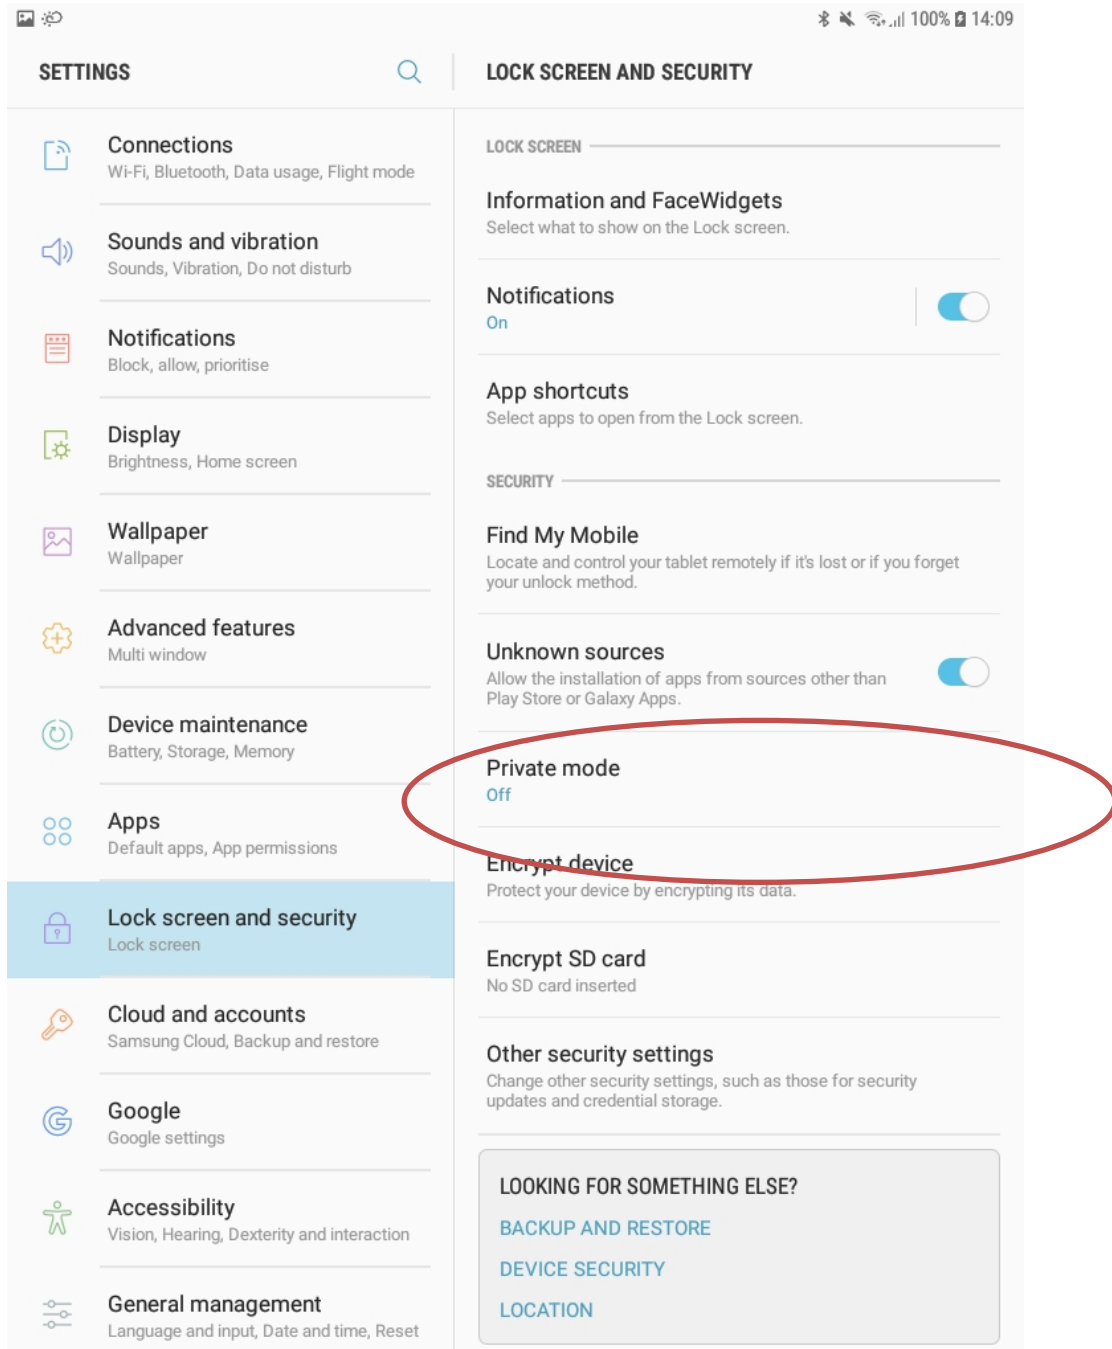 100% 14:09
SETTINGS
Connections
Wi-Fi, Bluetooth, Data usage, Flight mode
Sounds and vibration
Sounds, Vibration, Do not disturb
Notifications
Block, allow, prioritise
Display
Brightness, Home screen
Wallpaper
Wallpaper
Advanced features
Multi window
Device maintenance
Battery, Storage, Memory
Apps
Default apps, App permissions
Lock screen and security
Lock screen
Cloud and accounts
Samsung Cloud, Backup and restore
Google
Google settings
Accessibility
Vision, Hearing, Dexterity and interaction
General management
Language and input, Date and time, Reset
LOCK SCREEN AND SECURITY
LOCK SCREEN
Information and FaceWidgets
Select what to show on the Lock screen.
Notifications
On
App shortcuts
Select apps to open from the Lock screen.
SECURITY
Find My Mobile
Locate and control your tablet remotely if it's lost or if you forget
your unlock method.
Unknown sources
Allow the installation of apps from sources other than
Play Store or Galaxy Apps.
Private mode
Off
Encrypt device
Protect your device by encrypting its data.
Encrypt SD card
No SD card inserted
Other security settings
Change other security settings, such as those for security
updates and credential storage.
LOOKING FOR SOMETHING ELSE?
BACKUP AND RESTORE
DEVICE SECURITY
LOCATION